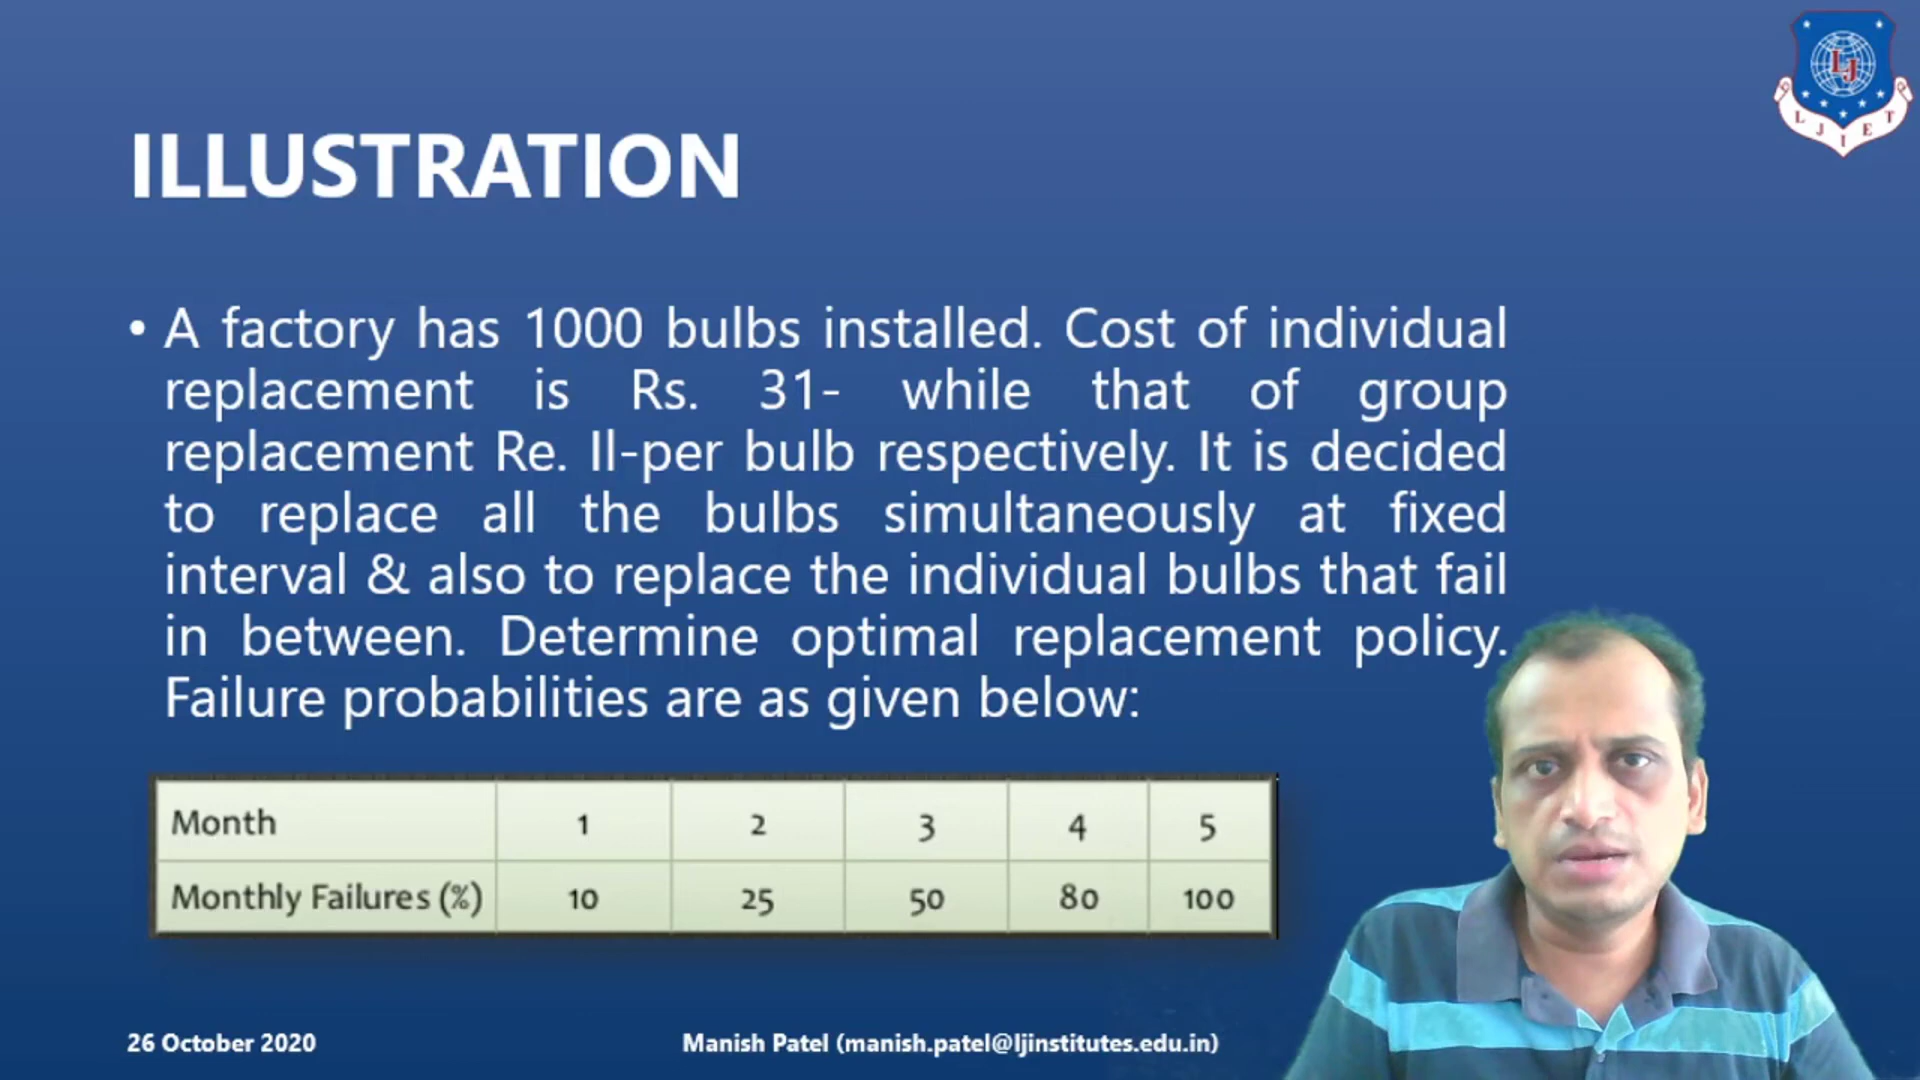 LJ
L J I E T
ILLUSTRATION
• A factory has 1000 bulbs installed. Cost of individual
replacement is Rs. 31- while that of group
replacement Re. Il-per bulb respectively. It is decided
to replace all the bulbs simultaneously at fixed
interval & also to replace the individual bulbs that fail
in between. Determine optimal replacement policy.
Failure probabilities are as given below:
Month 1 2 3 4 5
Monthly Failures (%) 10 25 50 80 100
26 October 2020 Manish Patel (manish.patel@ljinstitutes.edu.in)